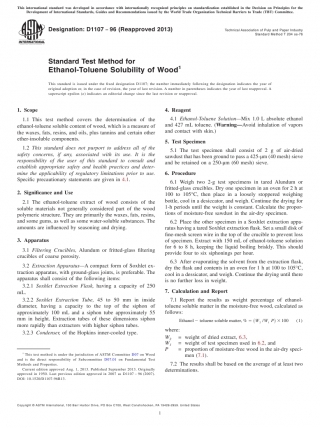 This international standard was developed in accordance with internationally recognized principles on standardization established in the Decision on Principles for the
Development of International Standards, Guides and Recommendations issued by the World Trade Organization Technical Barriers to Trade (TBT) Committee.
Designation: D1107 − 96 (Reapproved 2013)
Technical Association of Pulp and Paper Industry
Standard Method T 204 os-76
Standard Test Method for
Ethanol-Toluene Solubility of Wood¹
This standard is issued under the fixed designation D1107; the number immediately following the designation indicates the year of
original adoption or, in the case of revision, the year of last revision. A number in parentheses indicates the year of last reapproval. A
superscript epsilon (ε) indicates an editorial change since the last revision or reapproval.
1. Scope
1.1 This test method covers the determination of the
ethanol-toluene soluble content of wood, which is a measure of
the waxes, fats, resins, and oils, plus tannins and certain other
ether-insoluble components.
1.2 This standard does not purport to address all of the
safety concerns, if any, associated with its use. It is the
responsibility of the user of this standard to consult and
establish appropriate safety and health practices and deter-
mine the applicability of regulatory limitations prior to use.
Specific precautionary statements are given in 4.1.
2. Significance and Use
2.1 The ethanol-toluene extract of wood consists of the
soluble materials not generally considered part of the wood
polymeric structure. They are primarily the waxes, fats, resins,
and some gums, as well as some water-soluble substances. The
amounts are influenced by seasoning and drying.
3. Apparatus
3.1 Filtering Crucibles, Alundum or fritted-glass filtering
crucibles of coarse porosity.
3.2 Extraction Apparatus—A compact form of Soxhlet ex-
traction apparatus, with ground-glass joints, is preferable. The
apparatus shall consist of the following items:
3.2.1 Soxhlet Extraction Flask, having a capacity of 250
mL.
3.2.2 Soxhlet Extraction Tube, 45 to 50 mm in inside
diameter, having a capacity to the top of the siphon of
approximately 100 mL and a siphon tube approximately 55
mm in height. Extraction tubes of these dimensions siphon
more rapidly than extractors with higher siphon tubes.
3.2.3 Condenser, of the Hopkins inner-cooled type.
¹ This test method is under the jurisdiction of ASTM Committee D07 on Wood
and is the direct responsibility of Subcommittee D07.01 on Fundamental Test
Methods and Properties.
Current edition approved Aug. 1, 2013. Published September 2013. Originally
approved in 1950. Last previous edition approved in 2007 as D1107 – 96 (2007).
DOI: 10.1520/D1107-96R13.
4. Reagent
4.1 Ethanol-Toluene Solution—Mix 1.0 L absolute ethanol
and 427 mL toluene. (Warning—Avoid inhalation of vapors
and contact with skin.)
5. Test Specimen
5.1 The test specimen shall consist of 2 g of air-dried
sawdust that has been ground to pass a 425-μm (40 mesh) sieve
and be retained on a 250-μm (60 mesh) sieve.
6. Procedure
6.1 Weigh two 2-g test specimens in tared Alundum or
fritted-glass crucibles. Dry one specimen in an oven for 2 h at
100 to 105°C, then place in a loosely stoppered weighing
bottle, cool in a desiccator, and weigh. Continue the drying for
1-h periods until the weight is constant. Calculate the propor-
tions of moisture-free sawdust in the air-dry specimen.
6.2 Place the other specimen in a Soxhlet extraction appa-
ratus having a tared Soxhlet extraction flask. Set a small disk of
fine-mesh screen wire in the top of the crucible to prevent loss
of specimen. Extract with 150 mL of ethanol-toluene solution
for 6 to 8 h, keeping the liquid boiling briskly. This should
provide four to six siphonings per hour.
6.3 After evaporating the solvent from the extraction flask,
dry the flask and contents in an oven for 1 h at 100 to 105°C,
cool in a desiccator, and weigh. Continue the drying until there
is no further loss in weight.
7. Calculation and Report
7.1 Report the results as weight percentage of ethanol-
toluene soluble matter in the moisture-free wood, calculated as
follows:
Ethanol − toluene soluble matter, % = (W₂/W₁ P) × 100 (1)
where:
W₂ = weight of dried extract, 6.3,
W₁ = weight of test specimen used in 6.2, and
P = proportion of moisture-free wood in the air-dry speci-
men (7.1).
7.2 The results shall be based on the average of at least two
determinations.
Copyright © ASTM International, 100 Barr Harbor Drive, PO Box C700, West Conshohocken, PA 19428-2959. United States
1